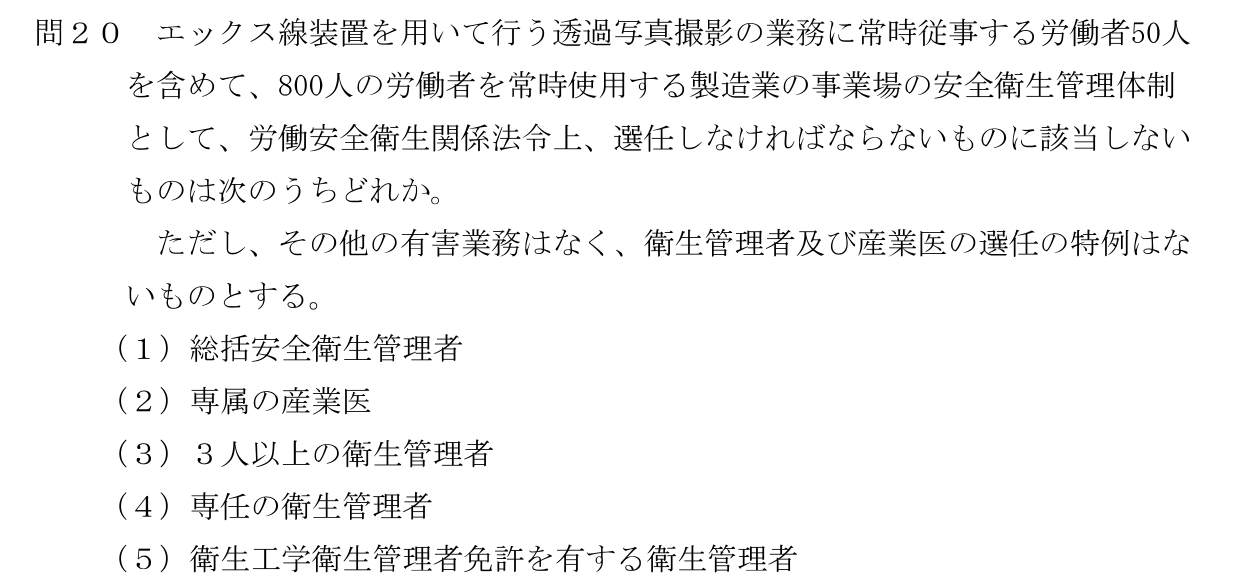 問２０　エックス線装置を用いて行う透過写真撮影の業務に常時従事する労働者50人
を含めて、800人の労働者を常時使用する製造業の事業場の安全衛生管理体制
として、労働安全衛生関係法令上、選任しなければならないものに該当しない
ものは次のうちどれか。
ただし、その他の有害業務はなく、衛生管理者及び産業医の選任の特例はな
いものとする。
（１）総括安全衛生管理者
（２）専属の産業医
（３）３人以上の衛生管理者
（４）専任の衛生管理者
（５）衛生工学衛生管理者免許を有する衛生管理者